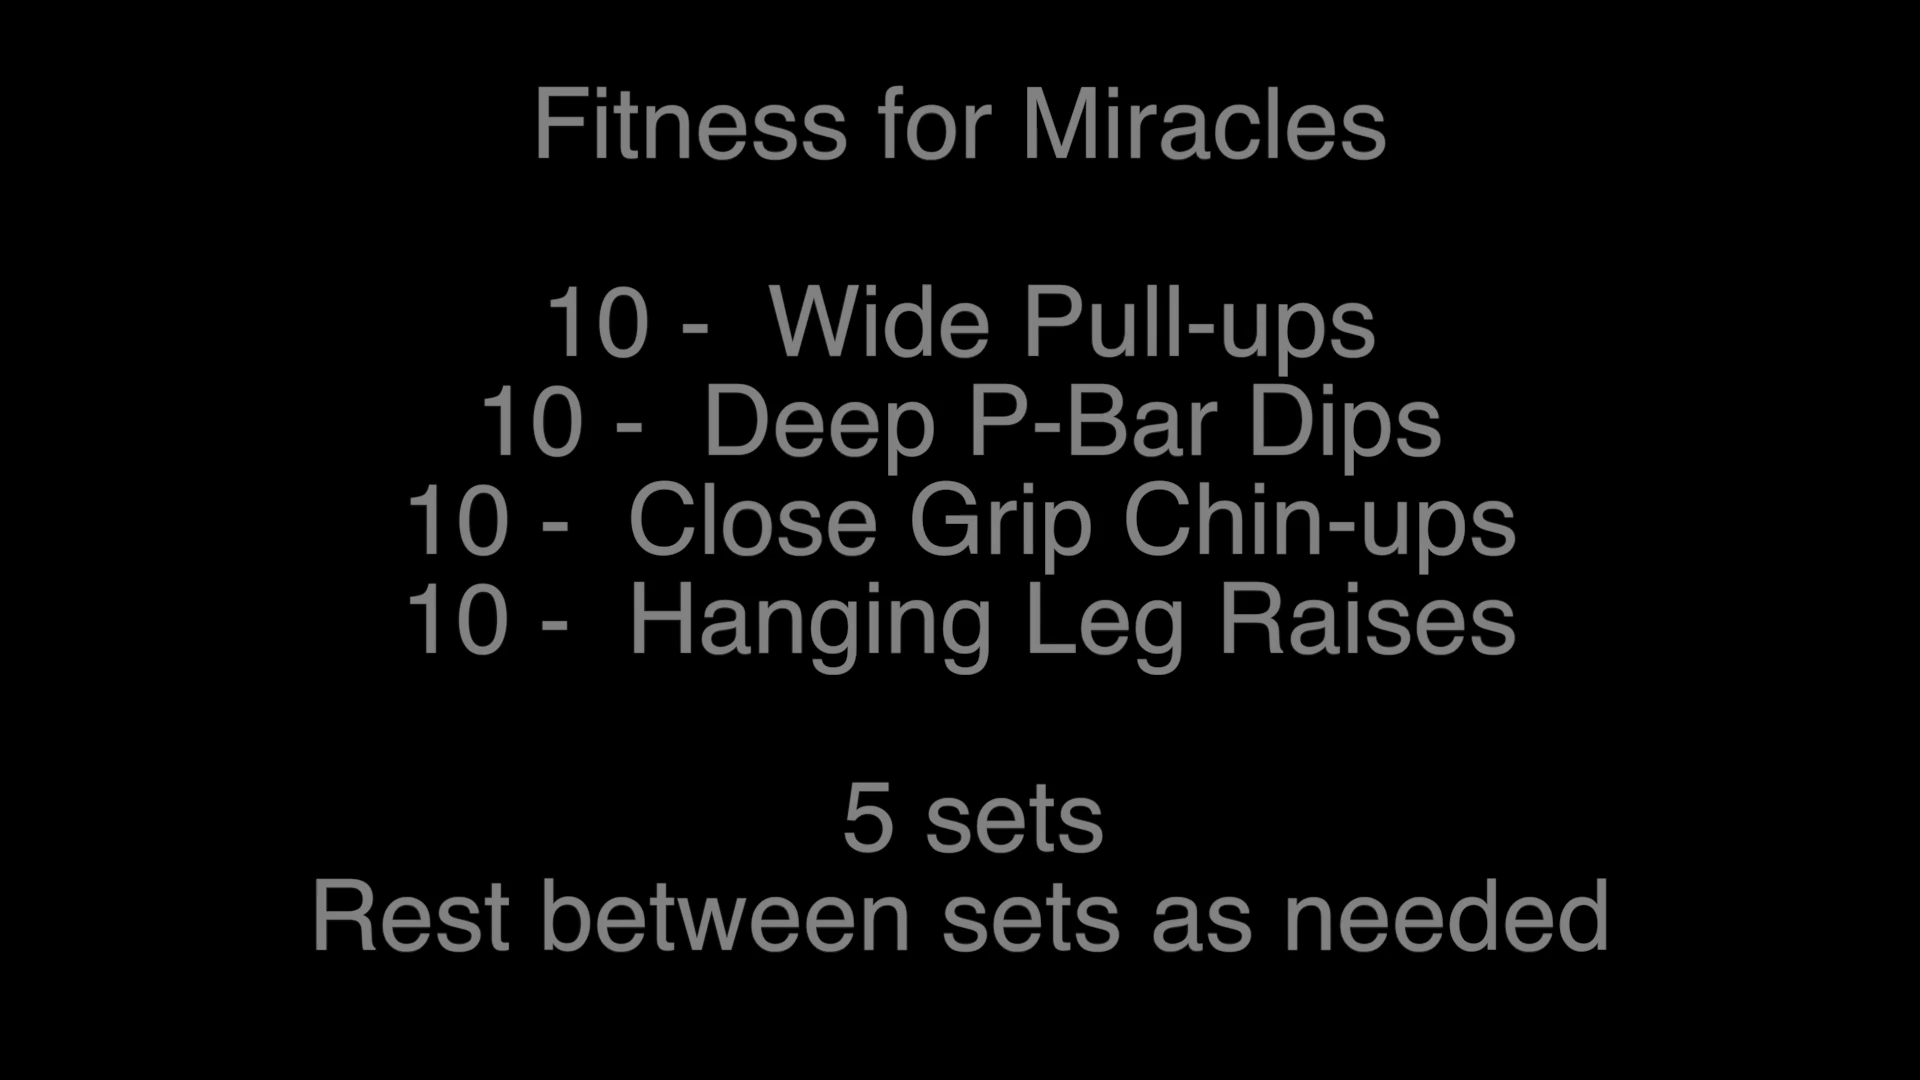 Fitness for Miracles
10 - Wide Pull-ups
10 - Deep P-Bar Dips
10 - Close Grip Chin-ups
10 - Hanging Leg Raises
5 sets
Rest between sets as needed